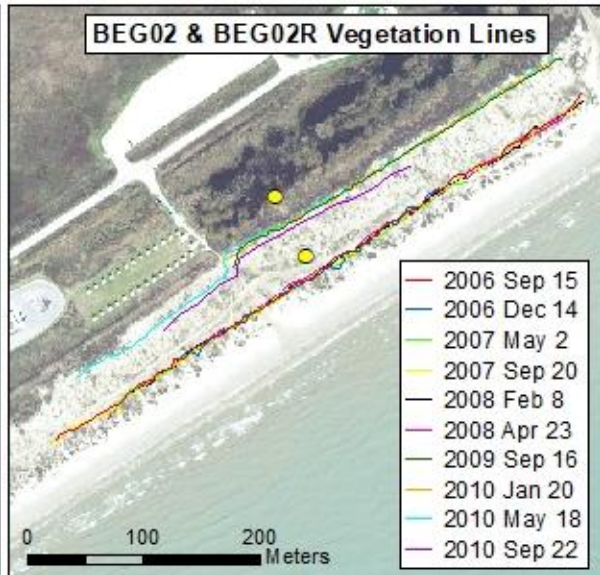 BEG02 & BEG02R Vegetation Lines
2006 Sep 15
2006 Dec 14
2007 May 2
2007 Sep 20
2008 Feb 8
2008 Apr 23
2009 Sep 16
2010 Jan 20
2010 May 18
2010 Sep 22
0 100 200
Meters